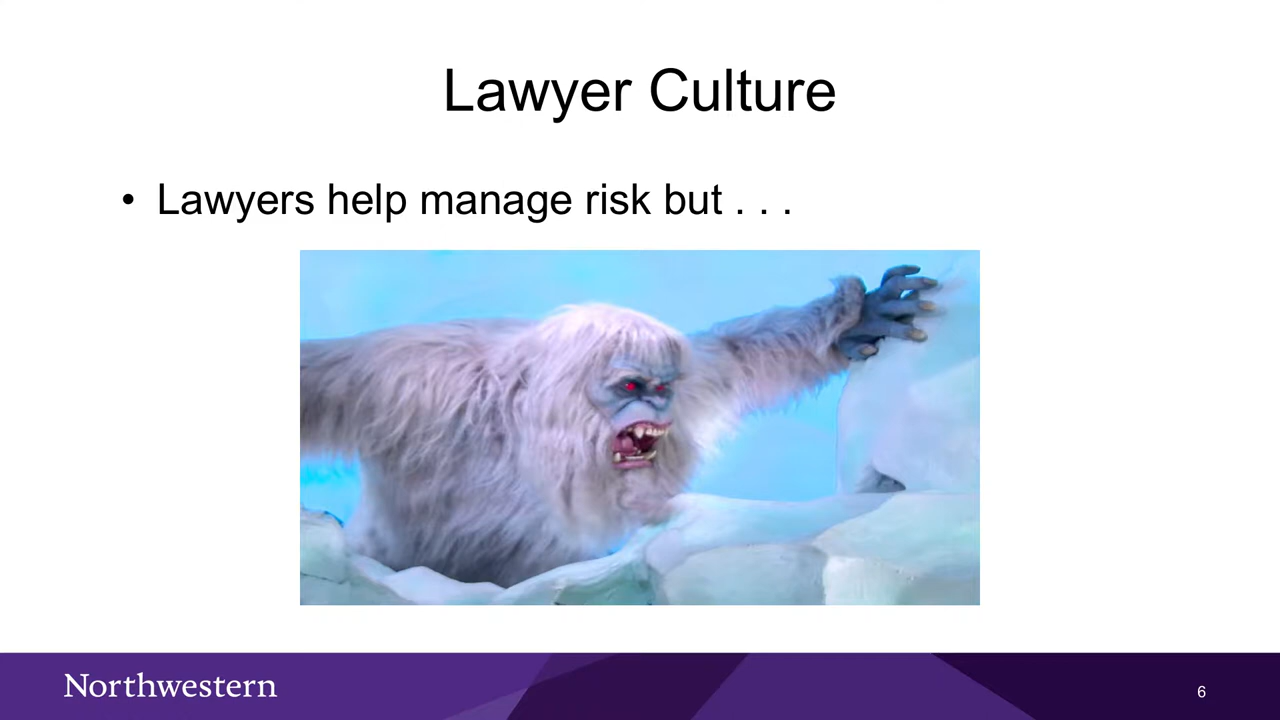 Lawyer Culture
• Lawyers help manage risk but . . .
Northwestern
6